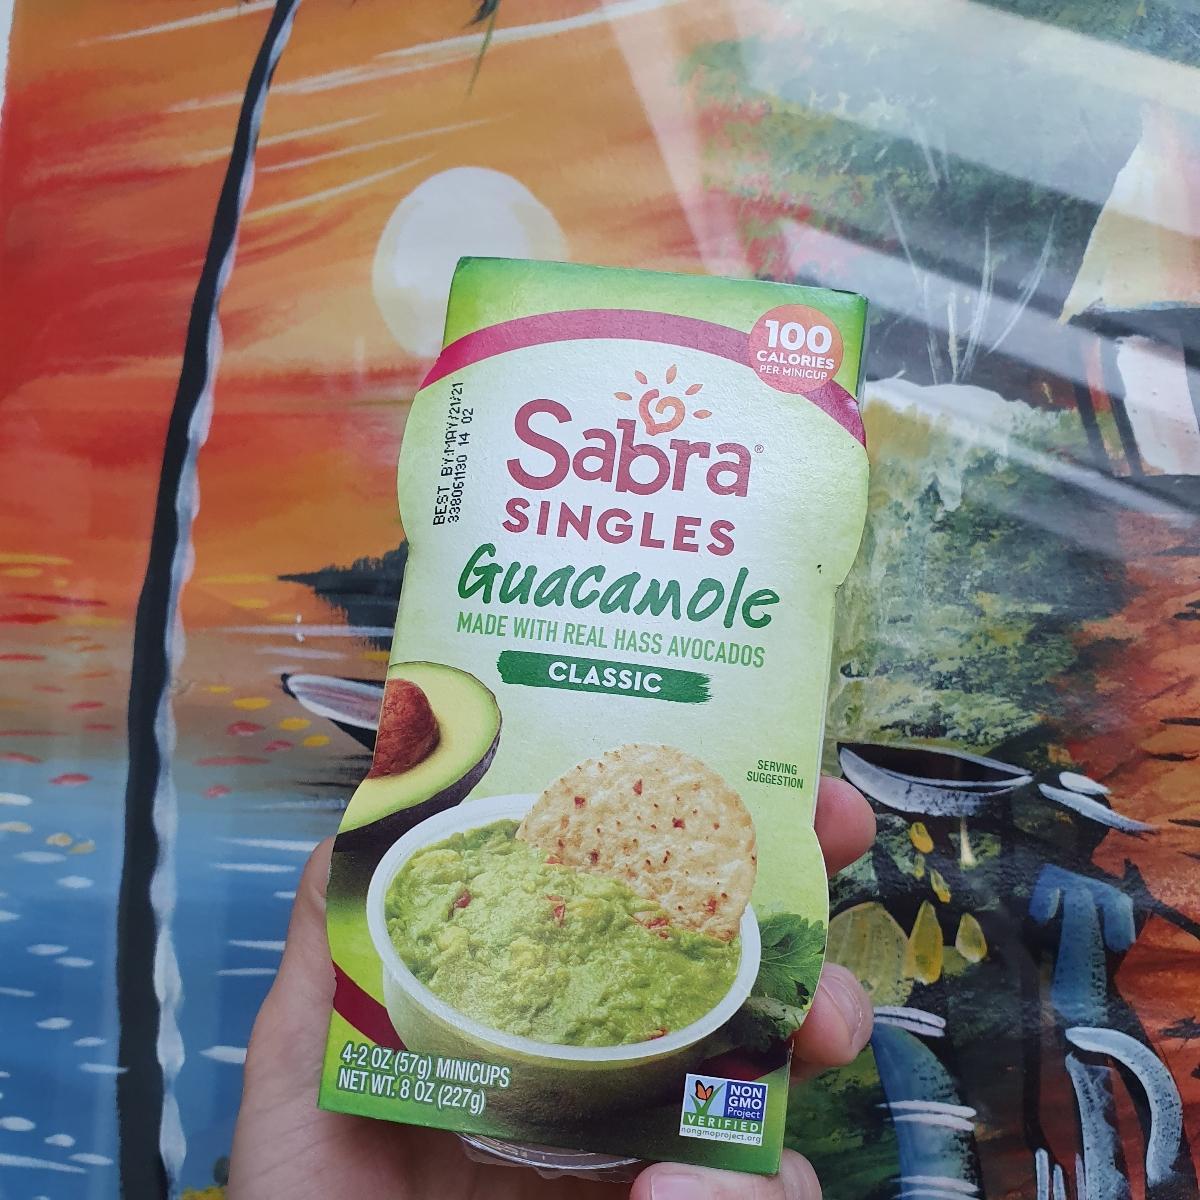 100
CALORIES
PER MINICUP
BEST BY:MAY/21/21
338061130 14 02
Sabra®
SINGLES
Guacamole
MADE WITH REAL HASS AVOCADOS
CLASSIC
SERVING
SUGGESTION
4-2 OZ (57g) MINICUPS
NET WT. 8 OZ (227g)
NON
GMO
Project
VERIFIED
nongmoproject.org